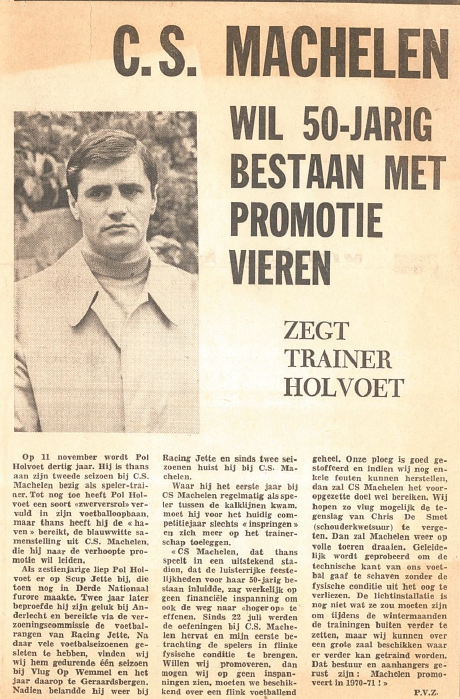 C.S. MACHELEN
WIL 50-JARIG
BESTAAN MET
PROMOTIE
VIEREN
ZEGT
TRAINER
HOLVOET
Op 11 november wordt Pol
Holvoet dertig jaar. Hij is thans
aan zijn tweede seizoen bij C.S.
Machelen bezig als speler-trai-
ner. Tot nog toe heeft Pol Hol-
voet een soort «zwerversrol» ver-
vuld in zijn voetballoopbaan,
maar thans heeft hij de « ha-
ven » bereikt, de blauwwitte sa-
menstelling uit C.S. Machelen,
die hij naar de verhoopte pro-
motie wil leiden.
Als zestienjarige liep Pol Hol-
voet er op Scup Jette bij, die
toen nog in Derde Nationaal
furore maakte. Twee jaar later
beproefde hij zijn geluk bij An-
derlecht en bereikte via de ver-
zoeningsommissie de voetbal-
rangen van Racing Jette. Na
daar vele voetbalseizoenen ge-
sleten te hebben, vinden wij
wij hem gedurende één seizoen
bij Vlug Op Wemmel en het
jaar daarop te Geraardsbergen.
Nadien belandde hij weer bij
Racing Jette en sinds twee sei-
zoenen huist hij bij C.S. Ma-
chelen.
Waar hij het eerste jaar bij
CS Machelen regelmatig als spe-
ler tussen de kalklijnen kwam,
moet hij voor het huidig com-
petitiejaar slechts « inspringen »
en zich meer op het trainer-
schap toeleggen.
«CS Machelen, dat thans
speelt in een uitstekend sta-
dion, dat de luisterrijke feeste-
lijkheden voor haar 50-jarig be-
staan inluidde, zag werkelijk op
geen financiële inspanning om
ook de weg naar «hogerop» te
effenen. Sinds 22 juli werden
de oefeningen bij C.S. Mache-
len hervat en mijn eerste be-
trachting de spelers in flinke
fysische conditie te brengen.
Willen wij promoveren, dan
mogen wij op geen inspan-
ningen zien, moeten we beschik-
kend over een flink voetballend
geheel. Onze ploeg is goed ge-
stoffeerd en indien wij nog en-
kele fouten kunnen herstellen,
dan zal CS Machelen het voor-
opgezette doel wel bereiken. Wij
hopen zo vlug mogelijk de te-
genslag van Chris De Smet
(schouderkwetsuur) te verge-
ten. Dan zal Machelen weer op
volle toeren draaien. Geleide-
lijk wordt geprobeerd om de
technische kant van ons voet-
bal gaaf te schaven zonder de
fysische conditie uit het oog te
verliezen. De lichtinstallatie is
nog niet wat ze zou moeten zijn
om tijdens de wintermaanden
de trainingen buiten verder te
zetten, maar wij kunnen over
een grote zaal beschikken waar
er verder kan getraind worden.
Dat bestuur en aanhangers ge-
rust zijn : Machelen promo-
veert in 1970-71 ! »
P.V.Z.